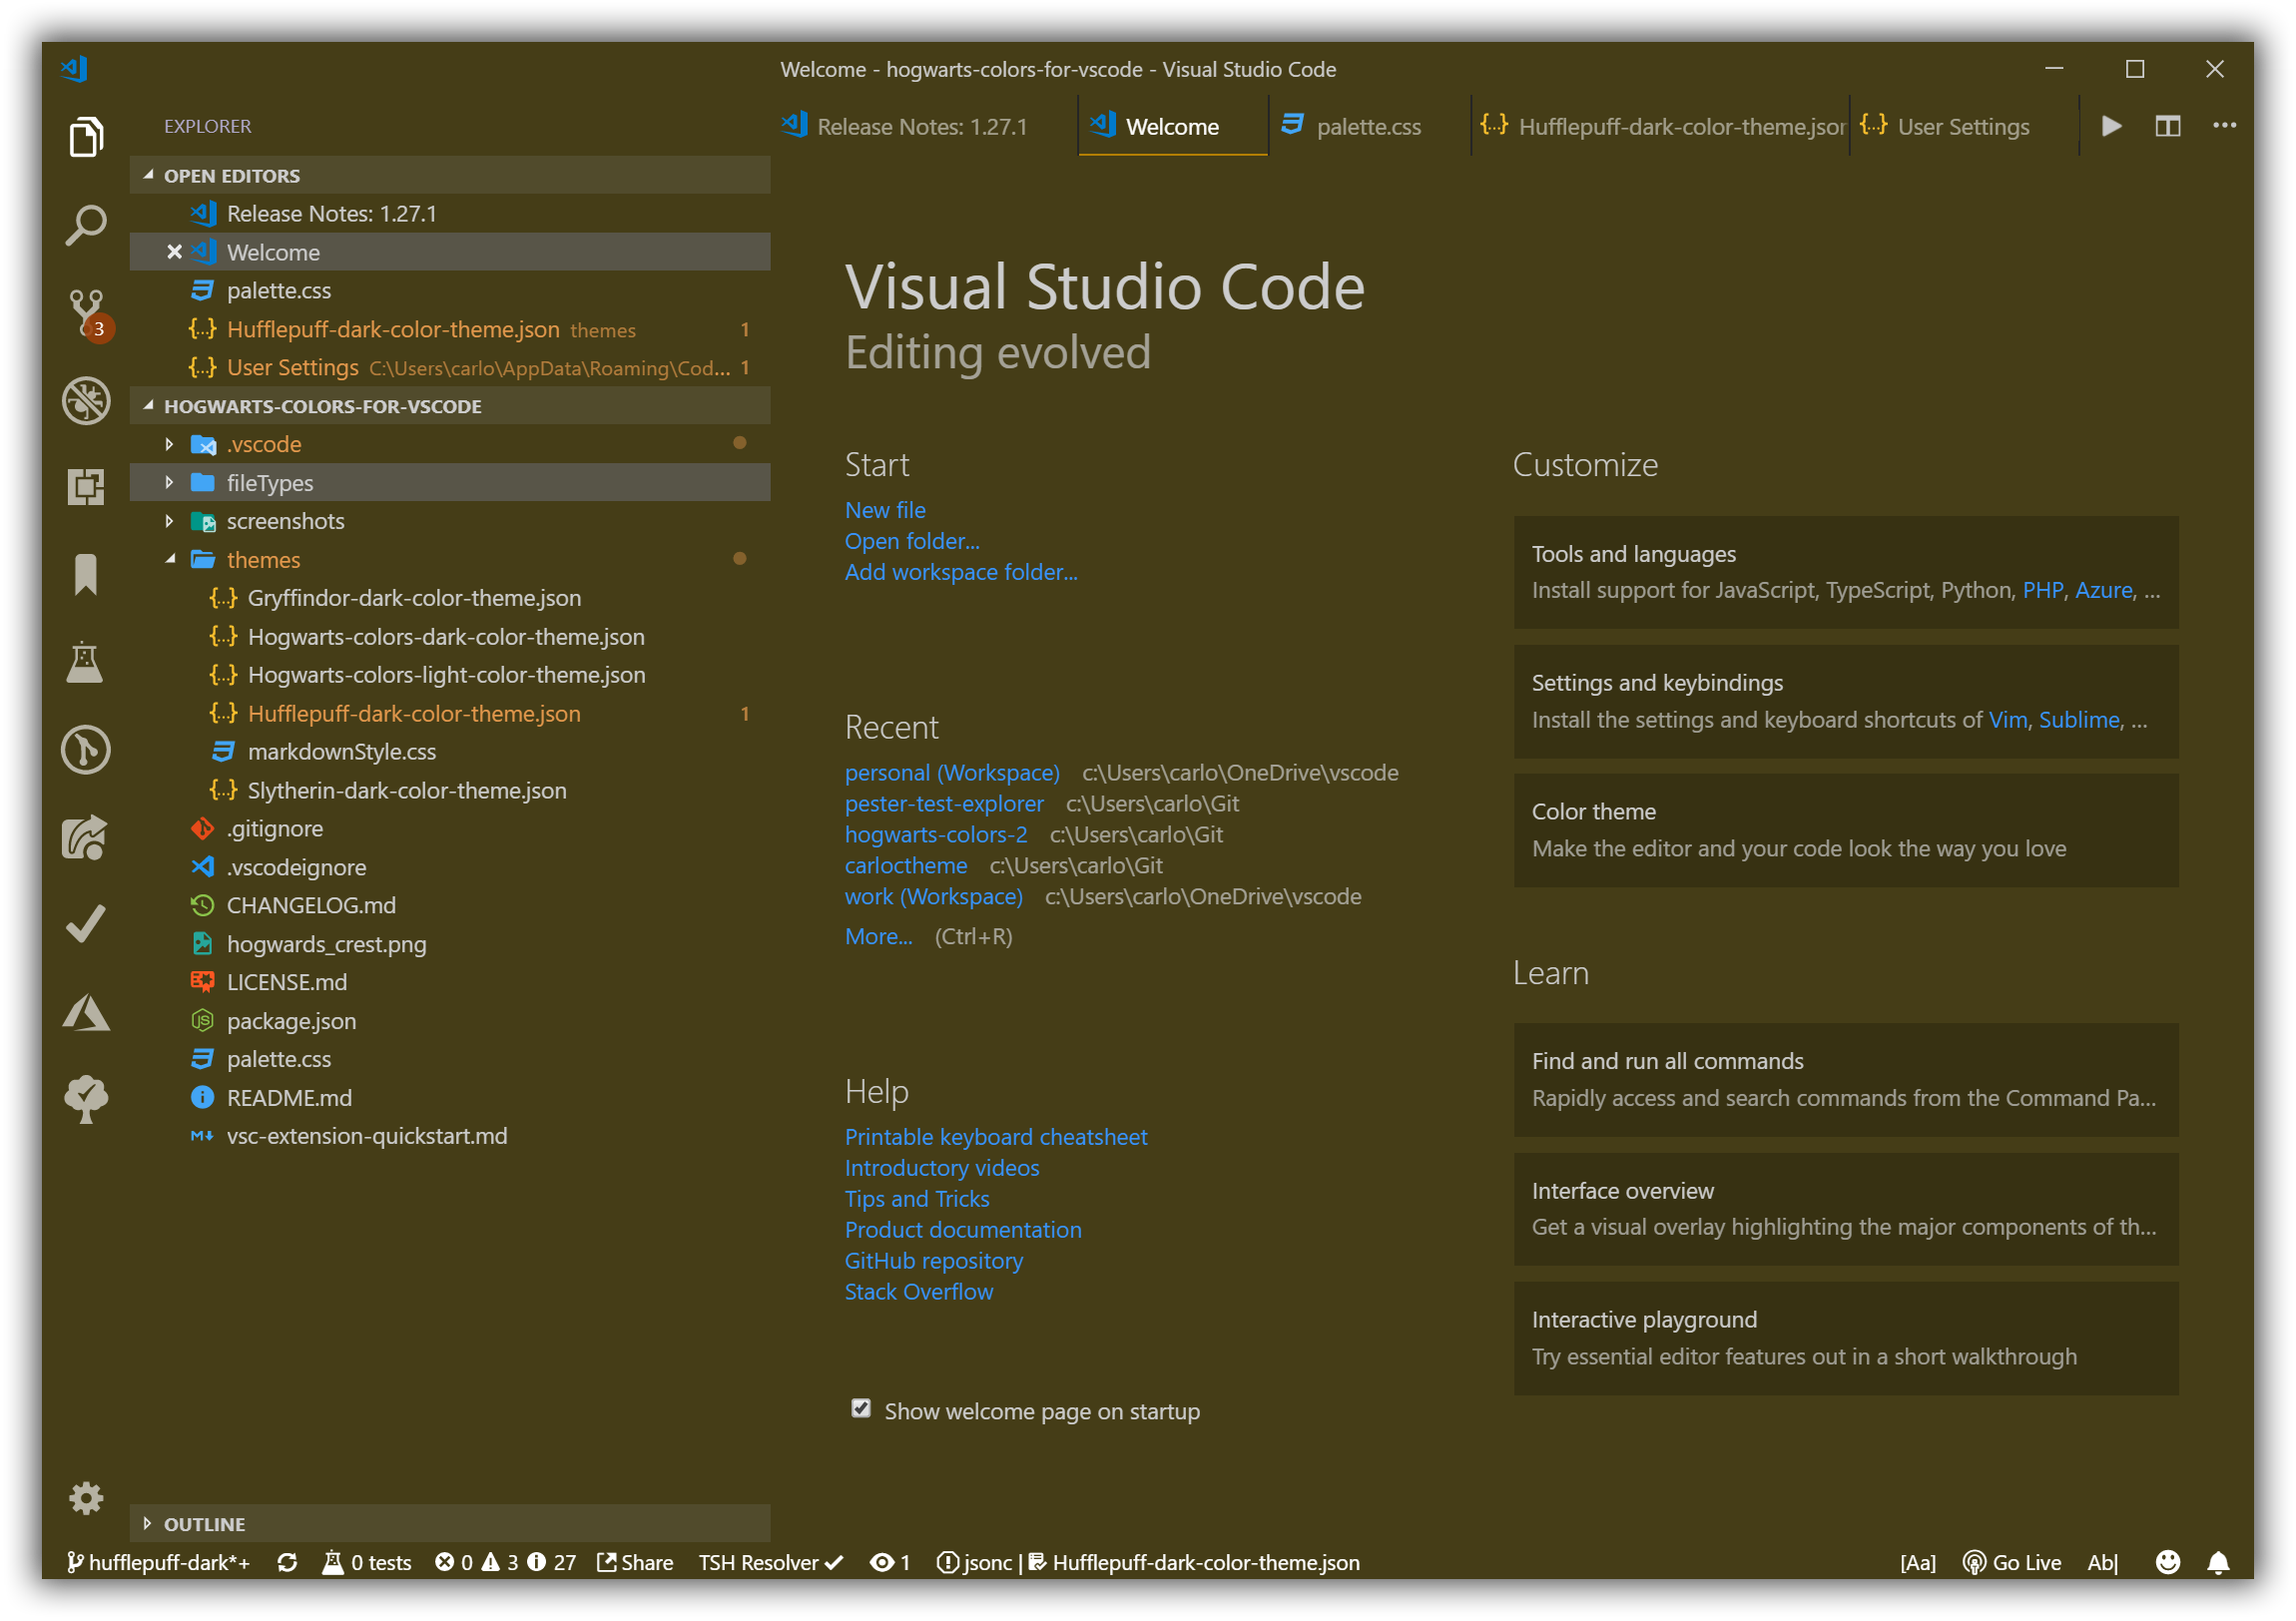 Welcome - hogwarts-colors-for-vscode - Visual Studio Code
EXPLORER
Release Notes: 1.27.1
Welcome
palette.css
Hufflepuff-dark-color-theme.json
User Settings
OPEN EDITORS
Release Notes: 1.27.1
Welcome
palette.css
Hufflepuff-dark-color-theme.json themes 1
User Settings C:\Users\carlo\AppData\Roaming\Cod... 1
HOGWARTS-COLORS-FOR-VSCODE
.vscode
fileTypes
screenshots
themes
Gryffindor-dark-color-theme.json
Hogwarts-colors-dark-color-theme.json
Hogwarts-colors-light-color-theme.json
Hufflepuff-dark-color-theme.json 1
markdownStyle.css
Slytherin-dark-color-theme.json
.gitignore
.vscodeignore
CHANGELOG.md
hogwards_crest.png
LICENSE.md
package.json
palette.css
README.md
vsc-extension-quickstart.md
OUTLINE
3
Visual Studio Code
Editing evolved
Start
New file
Open folder...
Add workspace folder...
Recent
personal (Workspace) c:\Users\carlo\OneDrive\vscode
pester-test-explorer c:\Users\carlo\Git
hogwarts-colors-2 c:\Users\carlo\Git
carloctheme c:\Users\carlo\Git
work (Workspace) c:\Users\carlo\OneDrive\vscode
More... (Ctrl+R)
Help
Printable keyboard cheatsheet
Introductory videos
Tips and Tricks
Product documentation
GitHub repository
Stack Overflow
Show welcome page on startup
Customize
Tools and languages
Install support for JavaScript, TypeScript, Python, PHP, Azure, ...
Settings and keybindings
Install the settings and keyboard shortcuts of Vim, Sublime, ...
Color theme
Make the editor and your code look the way you love
Learn
Find and run all commands
Rapidly access and search commands from the Command Pa...
Interface overview
Get a visual overlay highlighting the major components of th...
Interactive playground
Try essential editor features out in a short walkthrough
hufflepuff-dark*+ 0 tests 0 3 27 Share TSH Resolver 1 jsonc | Hufflepuff-dark-color-theme.json [Aa] Go Live Ab|